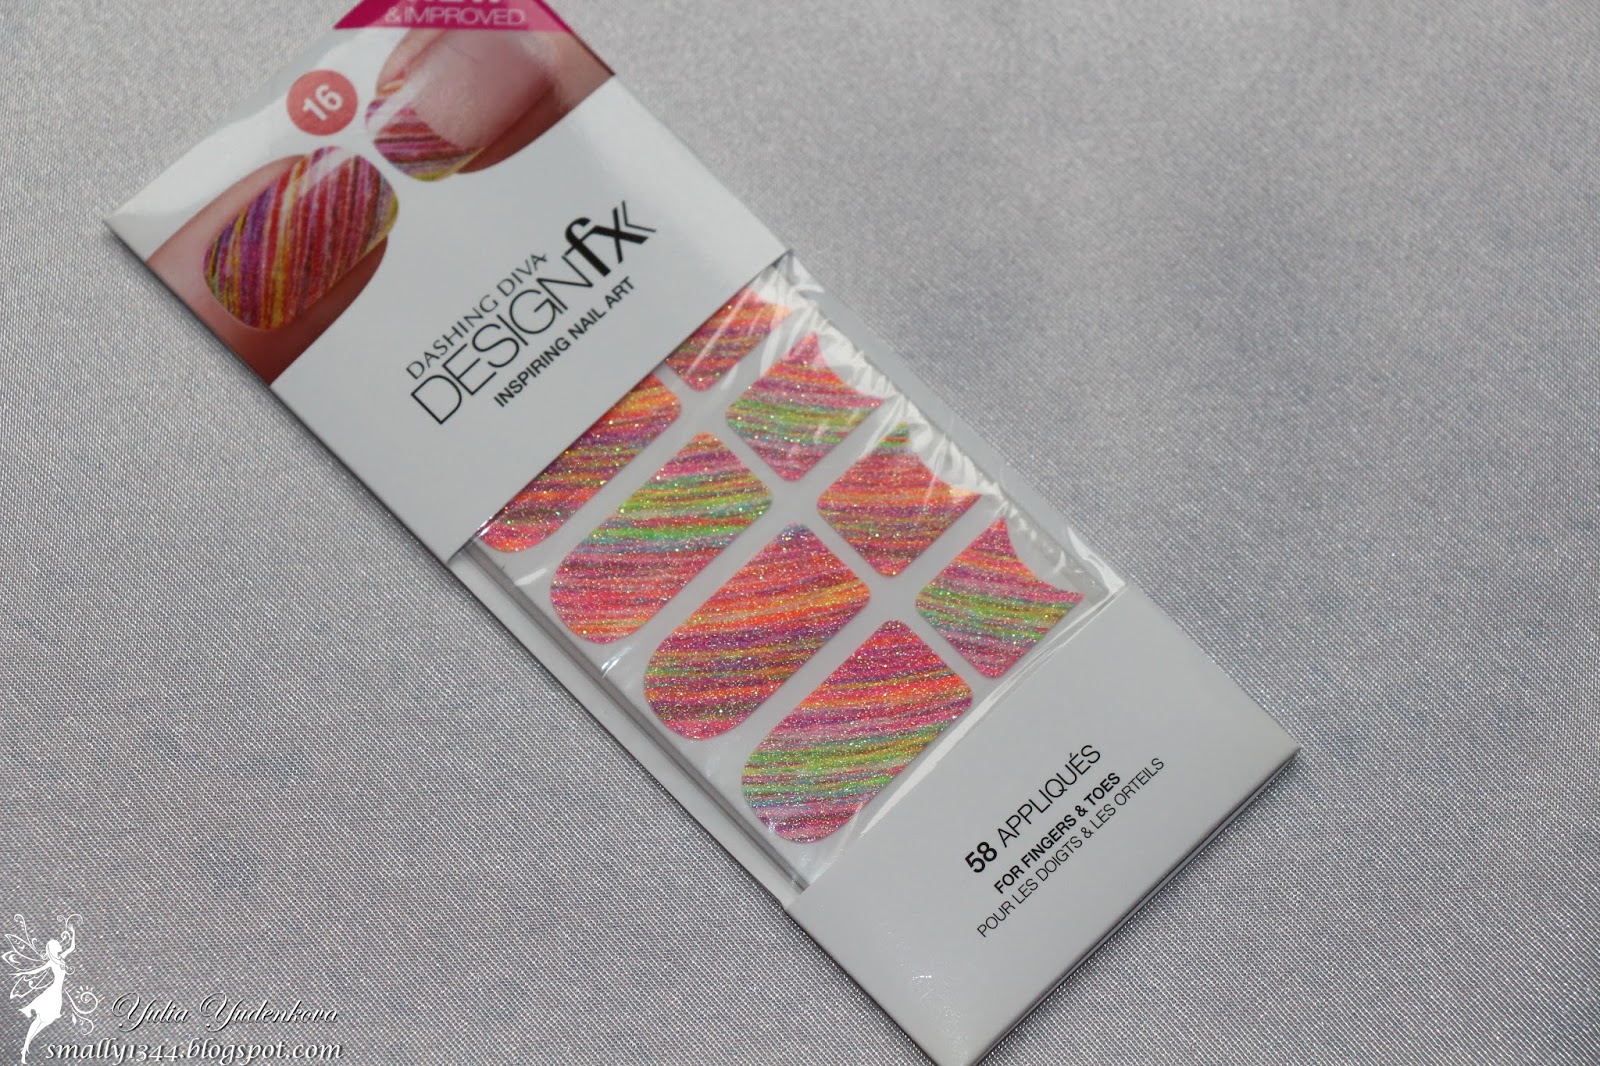 & IMPROVED
16
DASHING DIVA
DESIGNfx
INSPIRING NAIL ART
58 APPLIQUÉS
FOR FINGERS & TOES
POUR LES DOIGTS & LES ORTEILS
Yulia Yudenkova
smally1344.blogspot.com